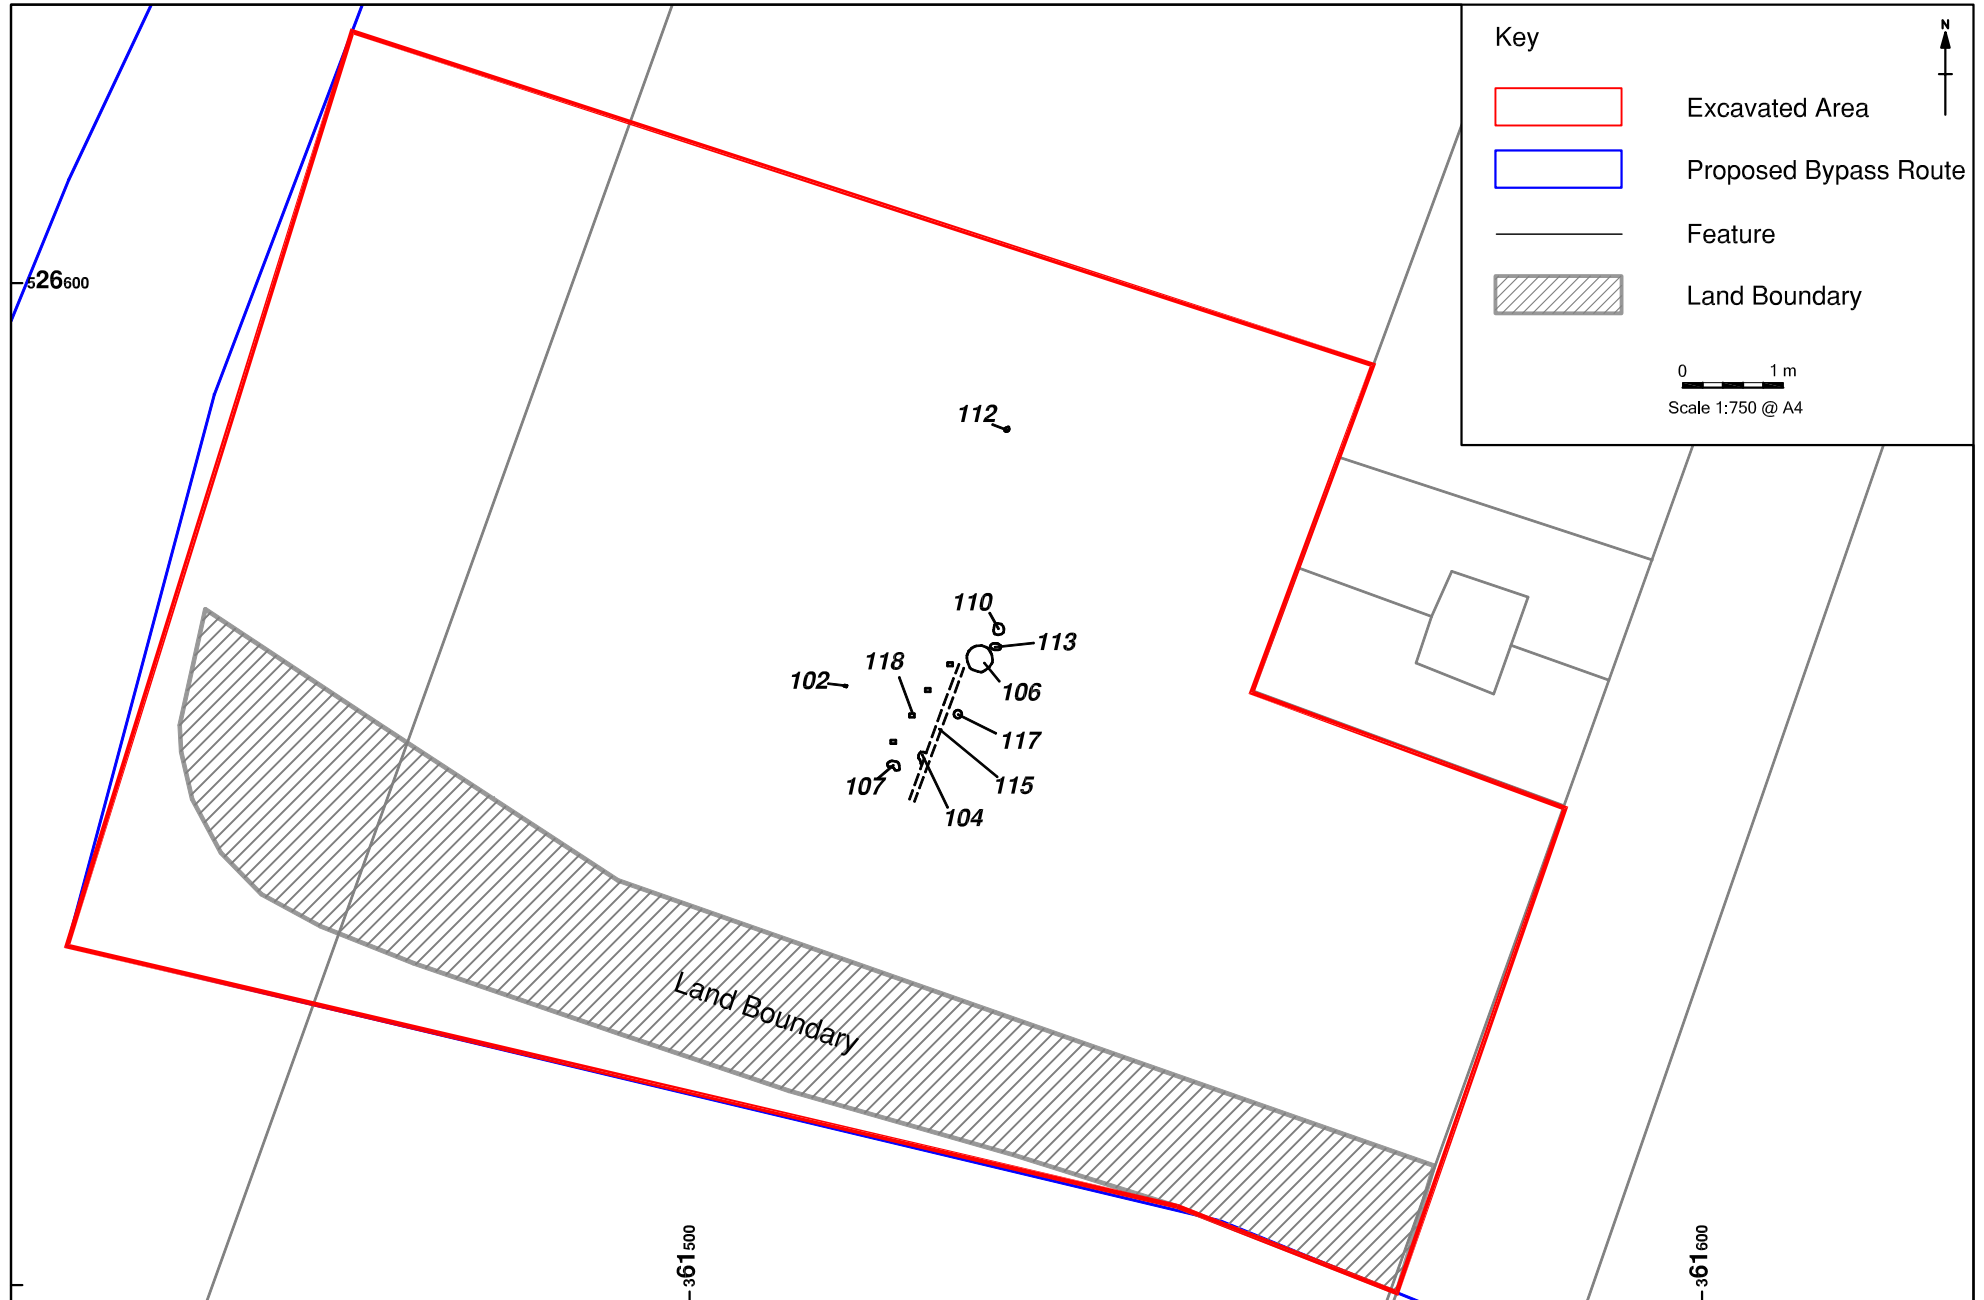 Key
N
Excavated Area
Proposed Bypass Route
Feature
Land Boundary
0 1 m
Scale 1:750 @ A4
526600
112
110
113
118
102
106
117
107
115
104
Land Boundary
361500
361600